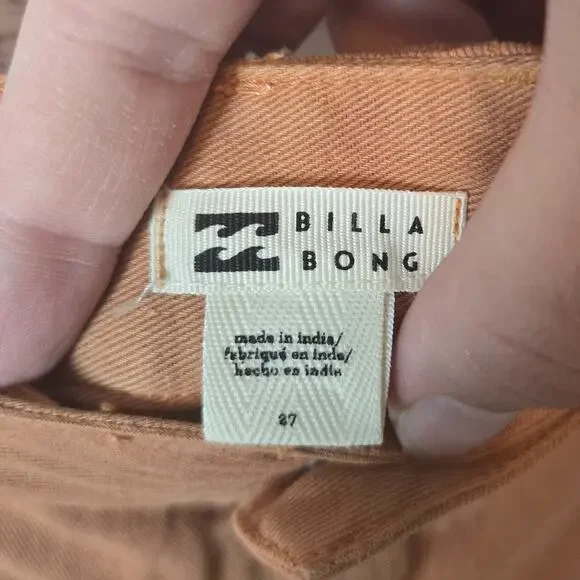 BILLA
BONG
made in india/
fabriqué en inde/
hecho en india
27